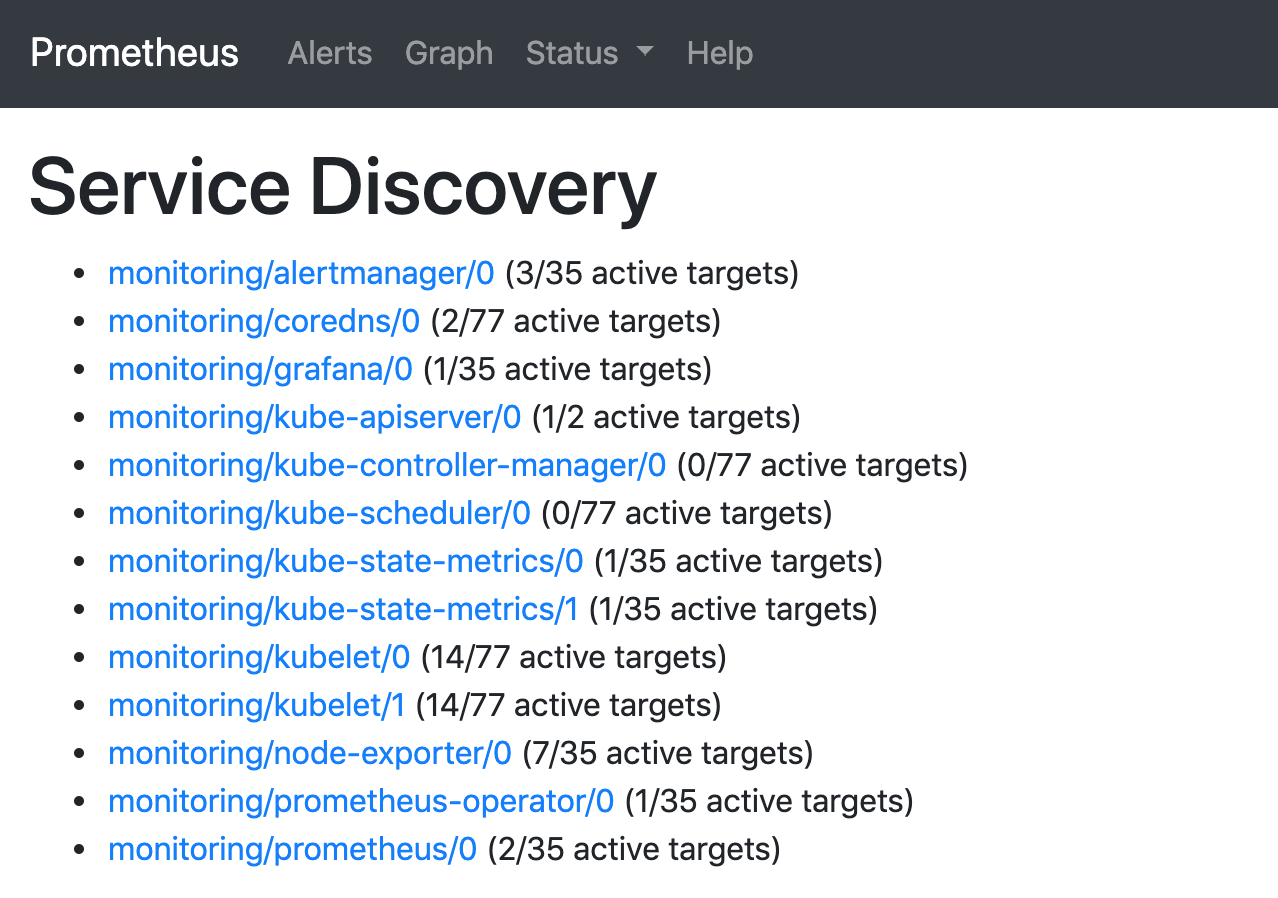 Prometheus Alerts Graph Status Help
Service Discovery
monitoring/alertmanager/0 (3/35 active targets)
monitoring/coredns/0 (2/77 active targets)
monitoring/grafana/0 (1/35 active targets)
monitoring/kube-apiserver/0 (1/2 active targets)
monitoring/kube-controller-manager/0 (0/77 active targets)
monitoring/kube-scheduler/0 (0/77 active targets)
monitoring/kube-state-metrics/0 (1/35 active targets)
monitoring/kube-state-metrics/1 (1/35 active targets)
monitoring/kubelet/0 (14/77 active targets)
monitoring/kubelet/1 (14/77 active targets)
monitoring/node-exporter/0 (7/35 active targets)
monitoring/prometheus-operator/0 (1/35 active targets)
monitoring/prometheus/0 (2/35 active targets)